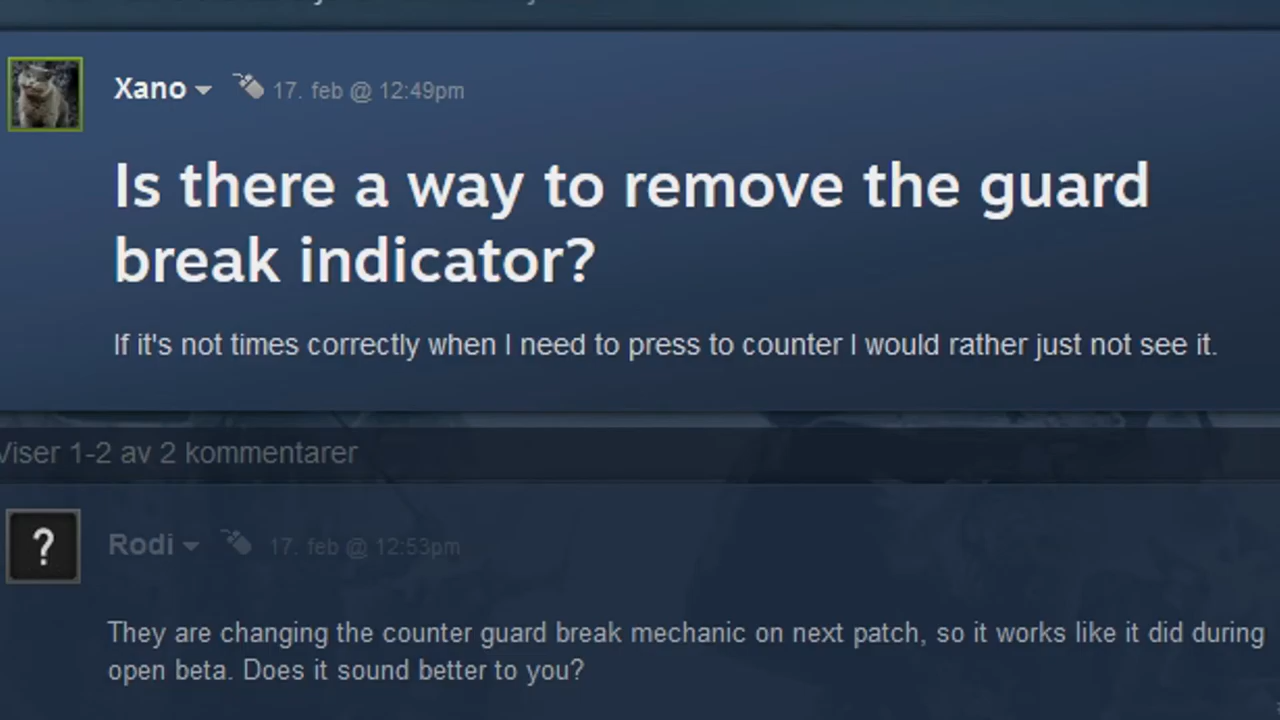 Xano 17. feb @ 12:49pm
Is there a way to remove the guard
break indicator?
If it's not times correctly when I need to press to counter I would rather just not see it.
Viser 1-2 av 2 kommentarer
?
Rodi 17. feb @ 12:53pm
They are changing the counter guard break mechanic on next patch, so it works like it did during
open beta. Does it sound better to you?